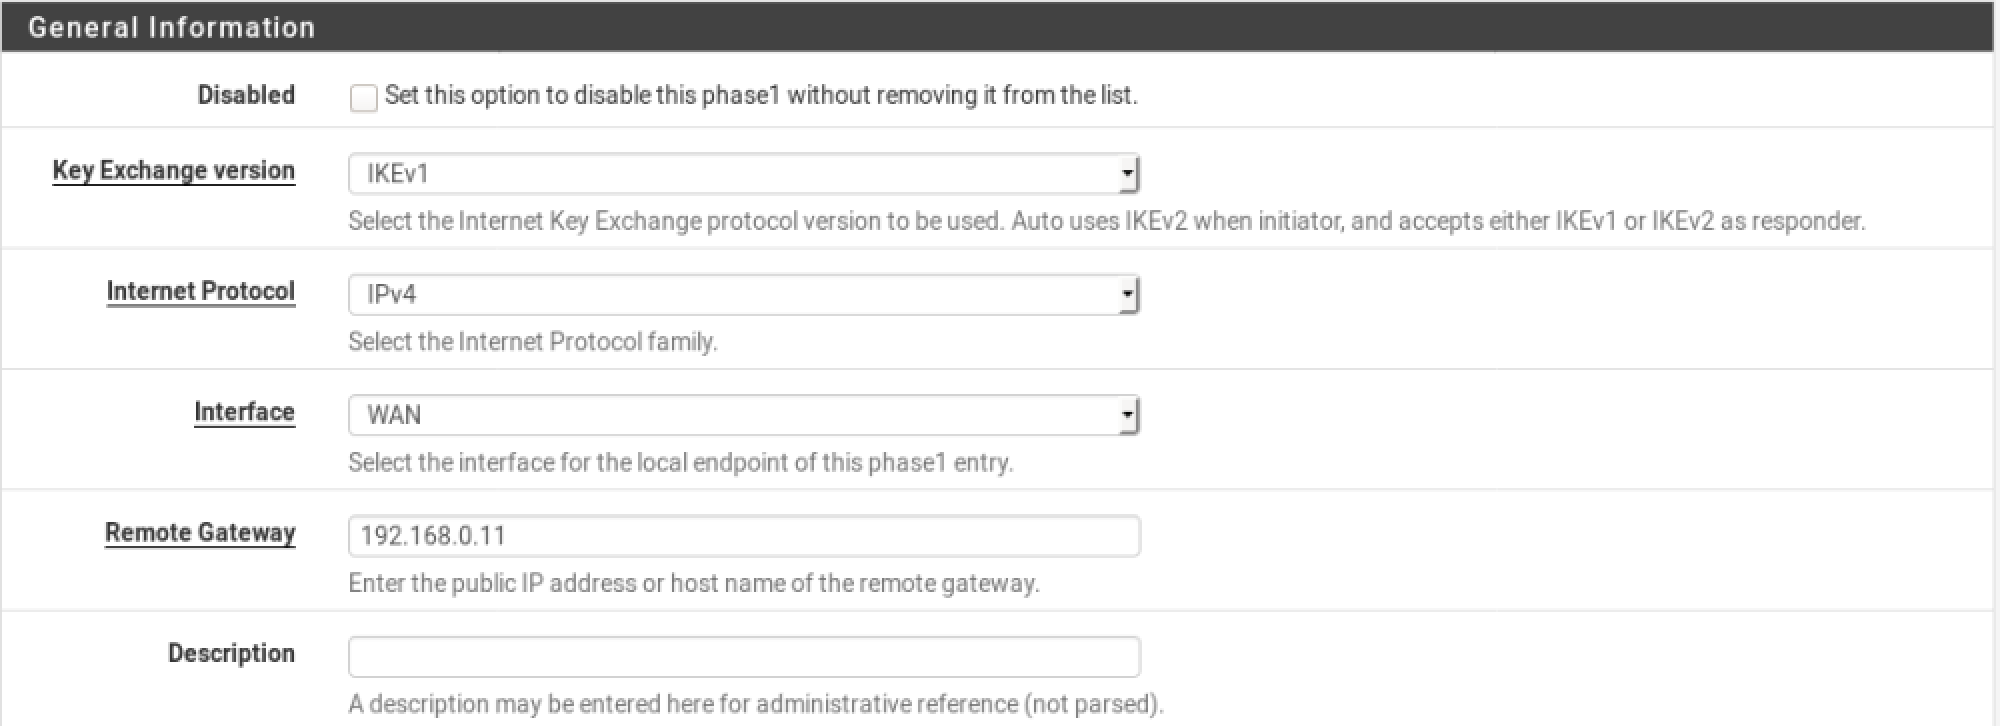 General Information
Disabled
Set this option to disable this phase1 without removing it from the list.
Key Exchange version
IKEv1
Select the Internet Key Exchange protocol version to be used. Auto uses IKEv2 when initiator, and accepts either IKEv1 or IKEv2 as responder.
Internet Protocol
IPv4
Select the Internet Protocol family.
Interface
WAN
Select the interface for the local endpoint of this phase1 entry.
Remote Gateway
192.168.0.11
Enter the public IP address or host name of the remote gateway.
Description
A description may be entered here for administrative reference (not parsed).